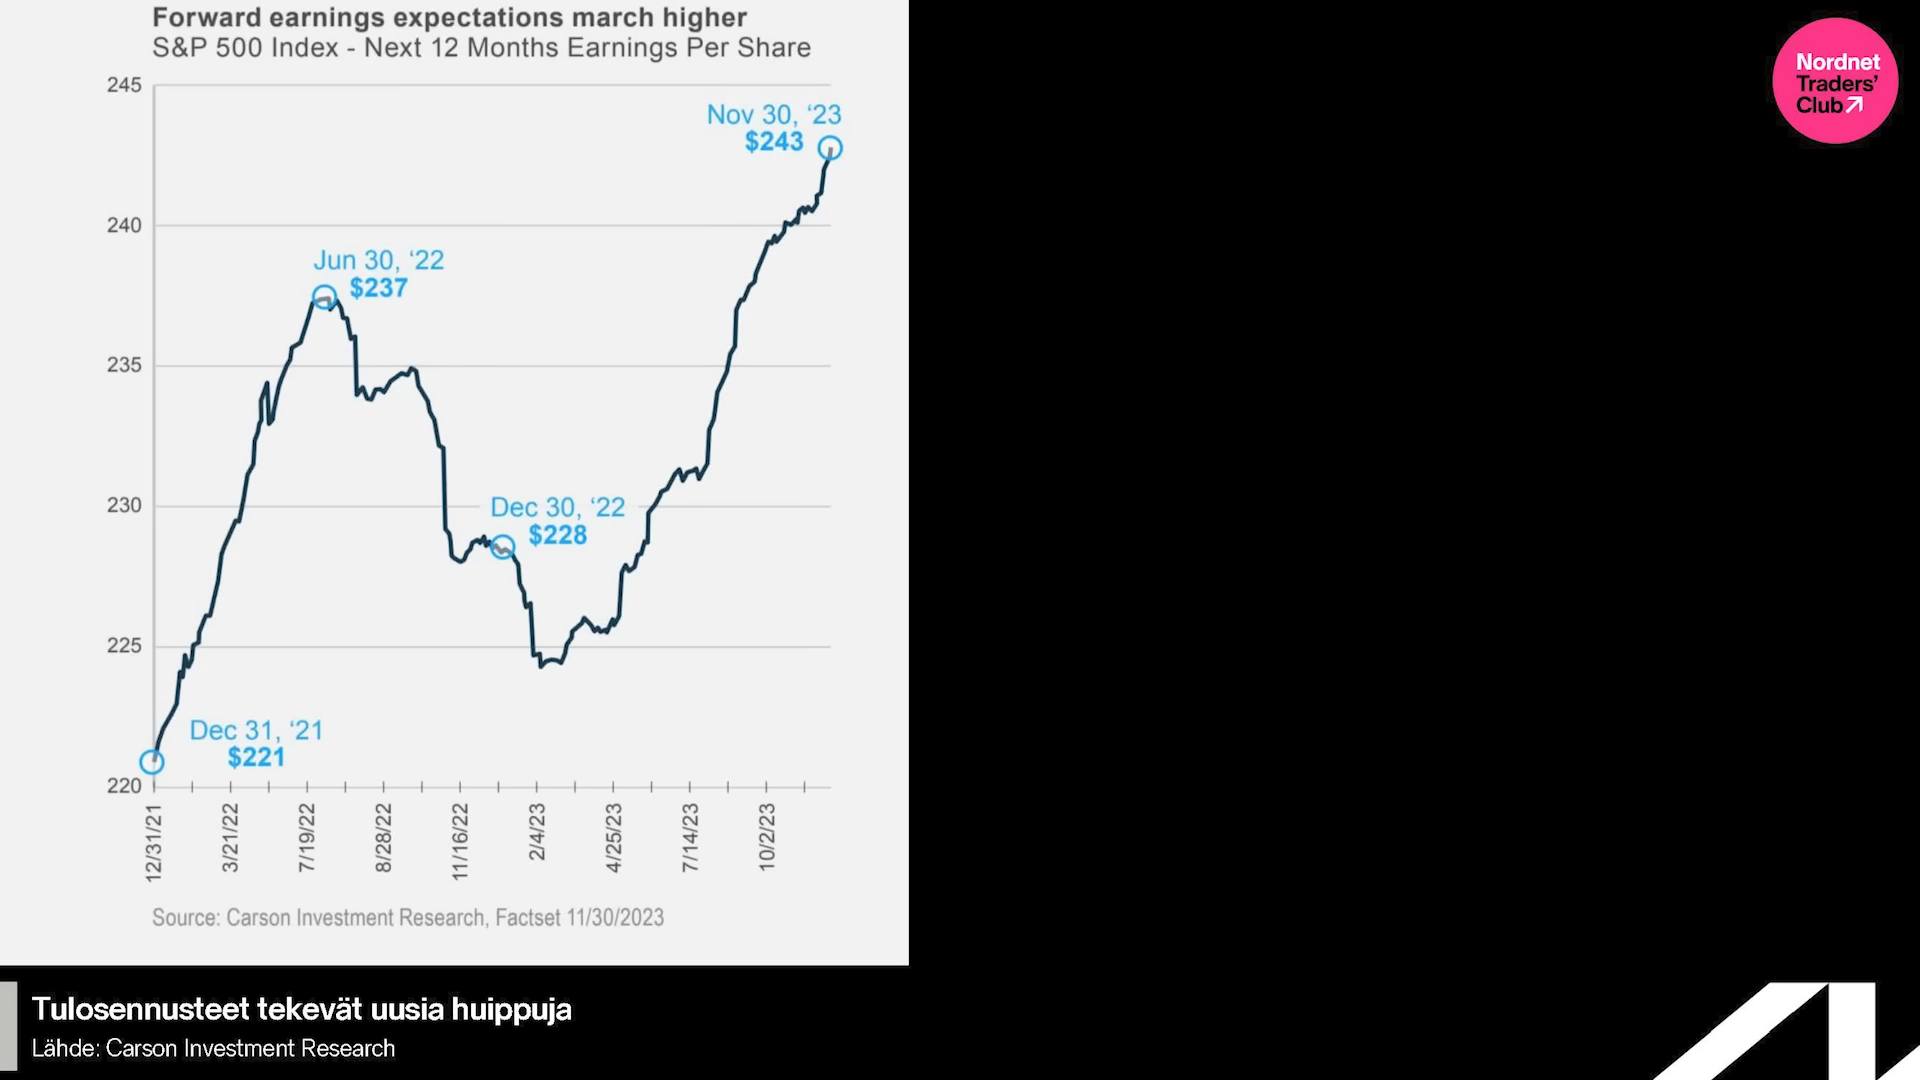 Forward earnings expectations march higher
S&P 500 Index - Next 12 Months Earnings Per Share
245
240
235
230
225
220
Nov 30, ‘23
$243
Jun 30, ‘22
$237
Dec 30, ‘22
$228
Dec 31, ‘21
$221
12/31/21
3/21/22
7/19/22
8/28/22
11/16/22
2/4/23
4/25/23
7/14/23
10/2/23
Source: Carson Investment Research, Factset 11/30/2023
Nordnet
Traders’
Club
Tulosennusteet tekevät uusia huippuja
Lähde: Carson Investment Research